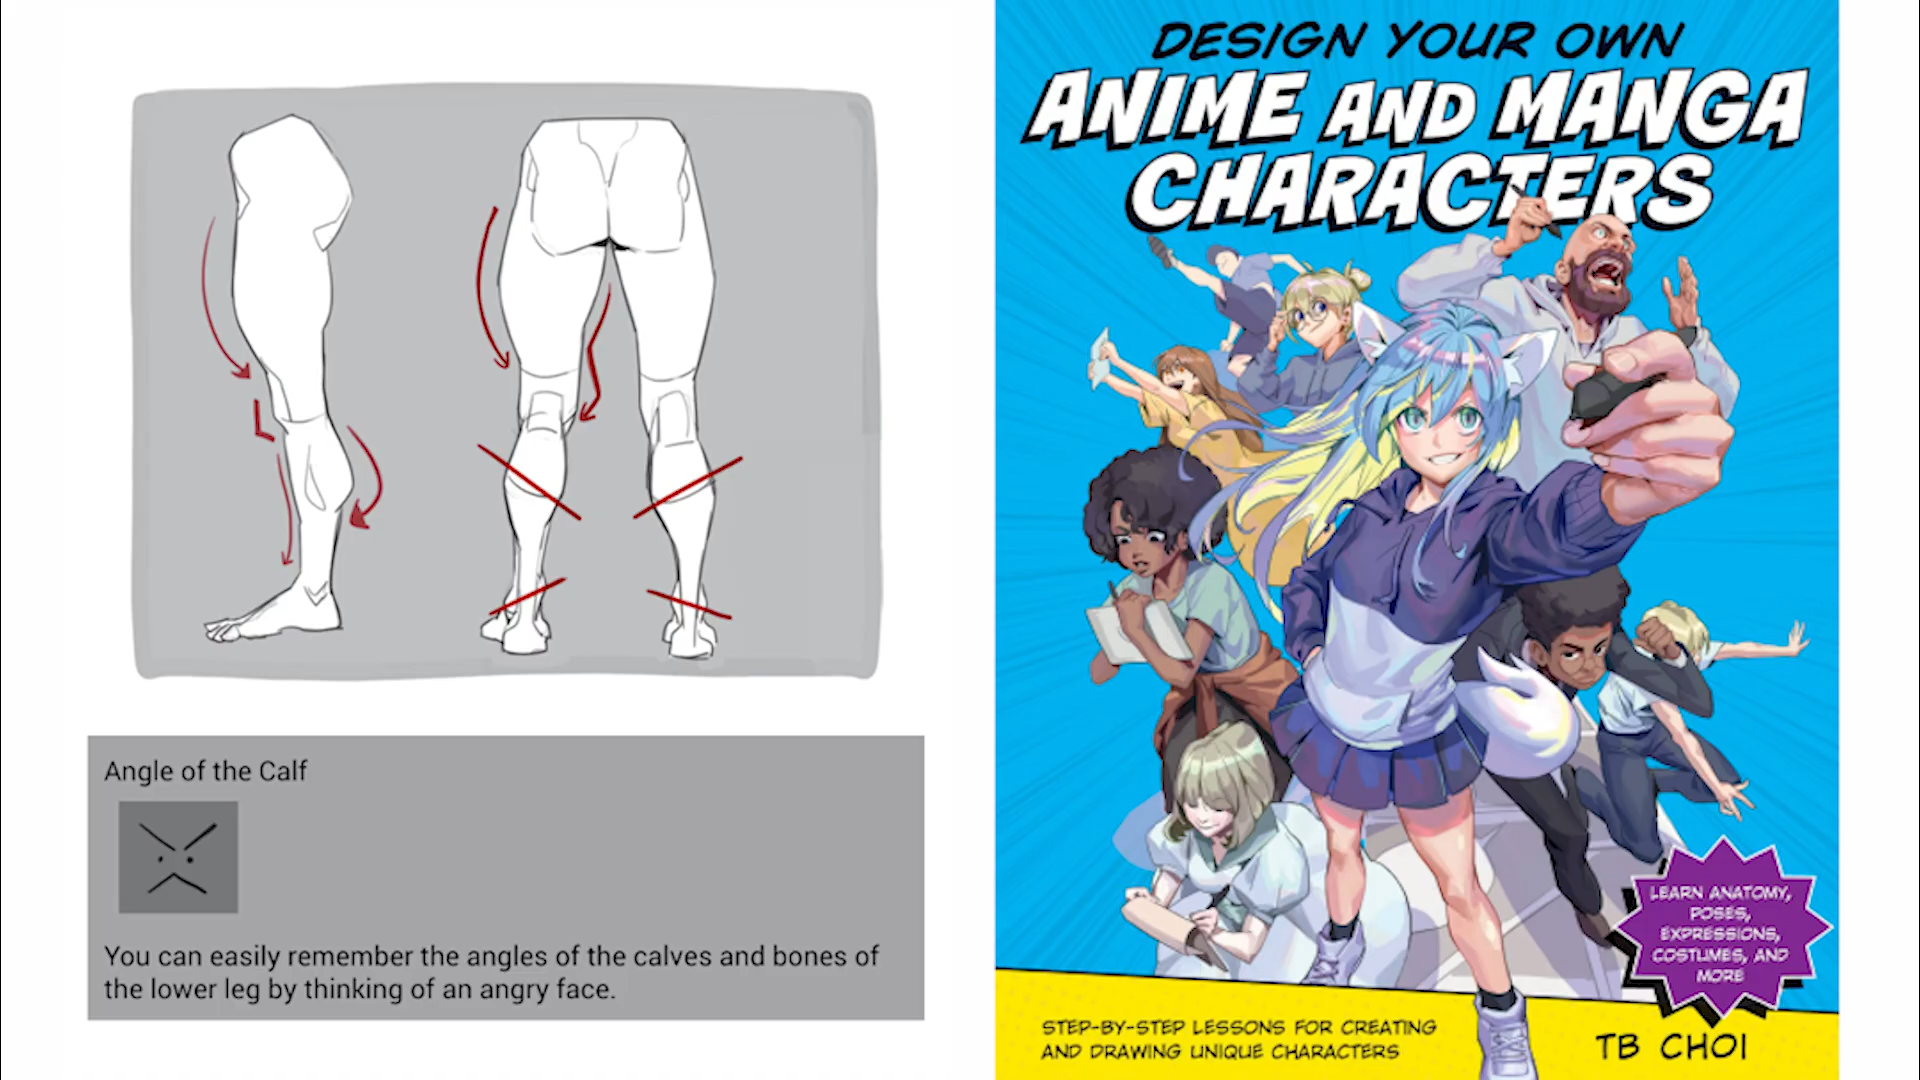 Angle of the Calf
You can easily remember the angles of the calves and bones of
the lower leg by thinking of an angry face.
DESIGN YOUR OWN
ANIME AND MANGA
CHARACTERS
LEARN ANATOMY,
POSES,
EXPRESSIONS,
COSTUMES, AND
MORE
STEP-BY-STEP LESSONS FOR CREATING
AND DRAWING UNIQUE CHARACTERS
TB CHOI